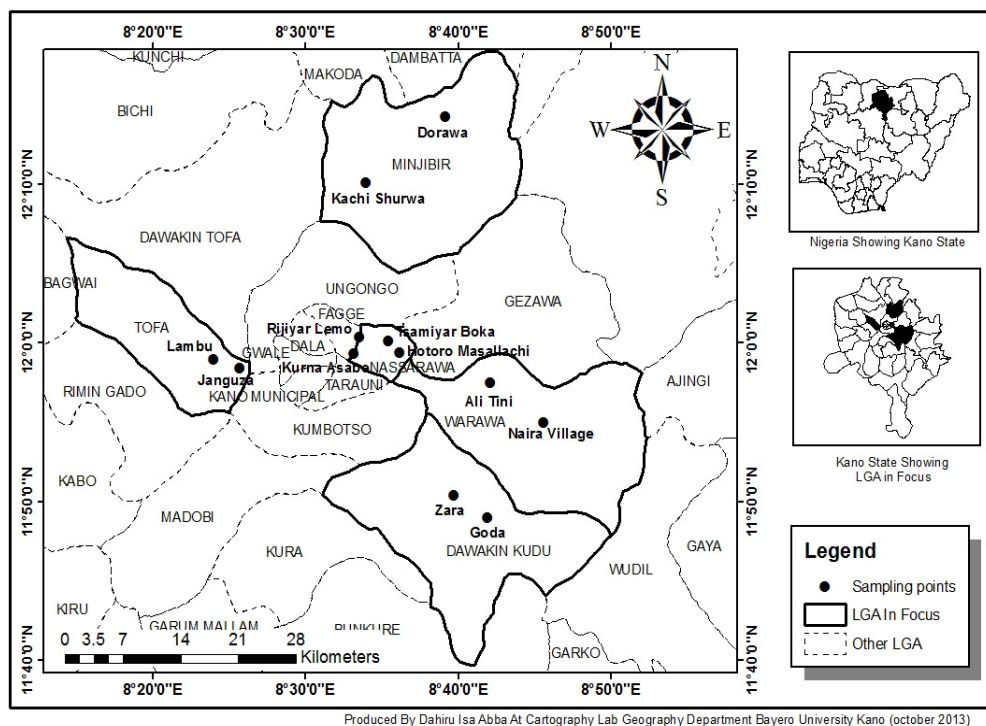 8°20'0"E 8°30'0"E 8°40'0"E 8°50'0"E
KUNCHI
MAKODA
DAMBATTA
BICHI
N
W E
S
Dorawa
MINJIBIR
Kachi Shurwa
12°10'0"N 12°10'0"N
DAWAKIN TOFA
BAGWAI
UNGONGO
GEZAWA
FAGGE
TOFA
Rijiyar Lemo
Tsamiyar Boka
12°0'0"N 12°0'0"N
DALA
Lambu
GWALE
Hotoro Masallachi
Kurna Asabe
NASSARAWA
Janguza
TARAUNI
AJINGI
RIMIN GADO
KANO MUNICIPAL
Ali Tini
WARAWA
KUMBOTSO
Naira Village
KABO
11°50'0"N 11°50'0"N
Zara
MADOBI
Goda
KURA
DAWAKIN KUDU
GAYA
WUDIL
KIRU
GARUM MALLAM
BUNKURE
GARKO
0 3.5 7 14 21 28
Kilometers
11°40'0"N 11°40'0"N
8°20'0"E 8°30'0"E 8°40'0"E 8°50'0"E
Nigeria Showing Kano State
Kano State Showing
LGA in Focus
Legend
Sampling points
LGA In Focus
Other LGA
Produced By Dahiru Isa Abba At Cartography Lab Geography Department Bayero University Kano (october 2013)